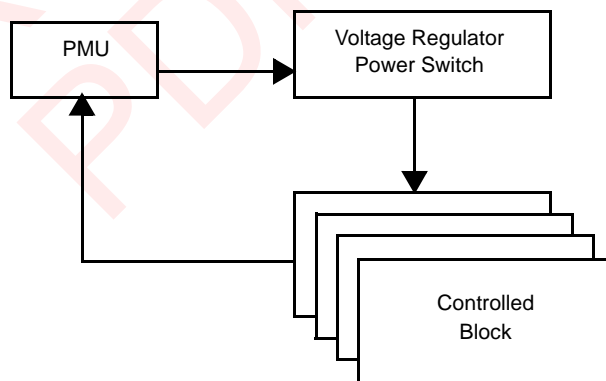 PMU
Voltage Regulator
Power Switch
Controlled
Block